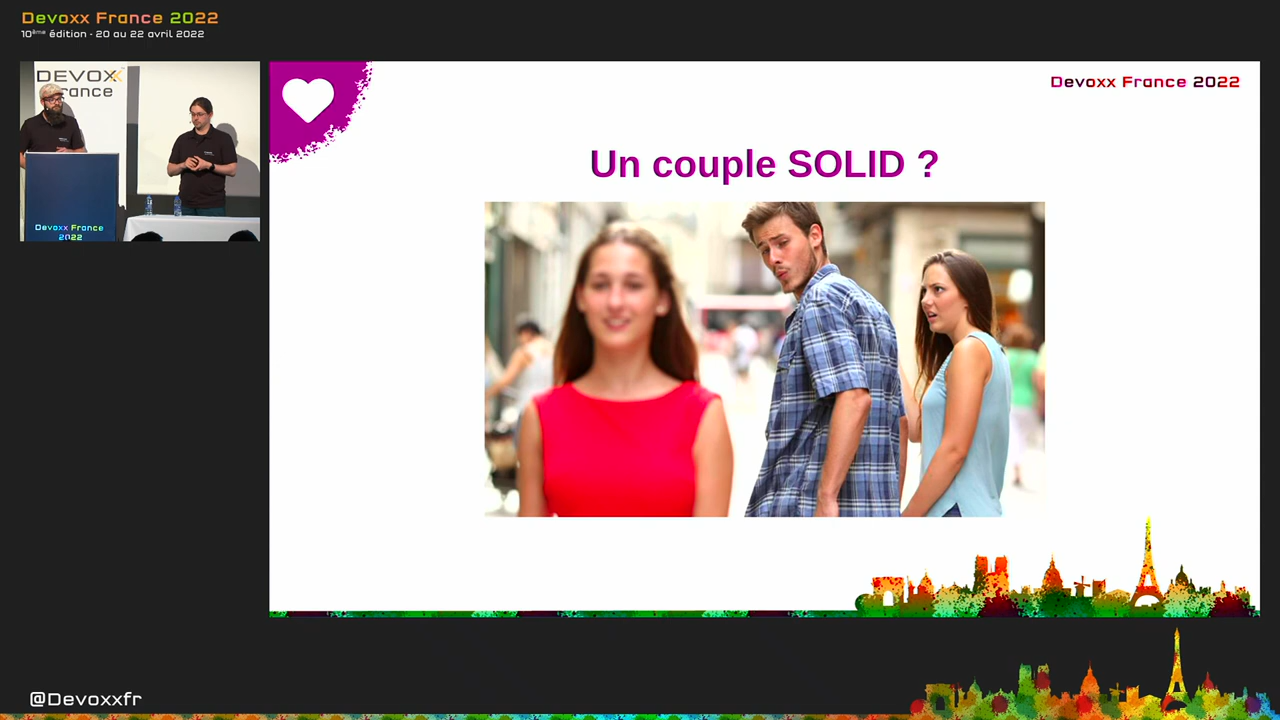 Devoxx France 2022
10ème édition - 20 au 22 avril 2022
DEVOXX
France
Devoxx France
2022
Devoxx France 2022
Un couple SOLID ?
@Devoxxfr